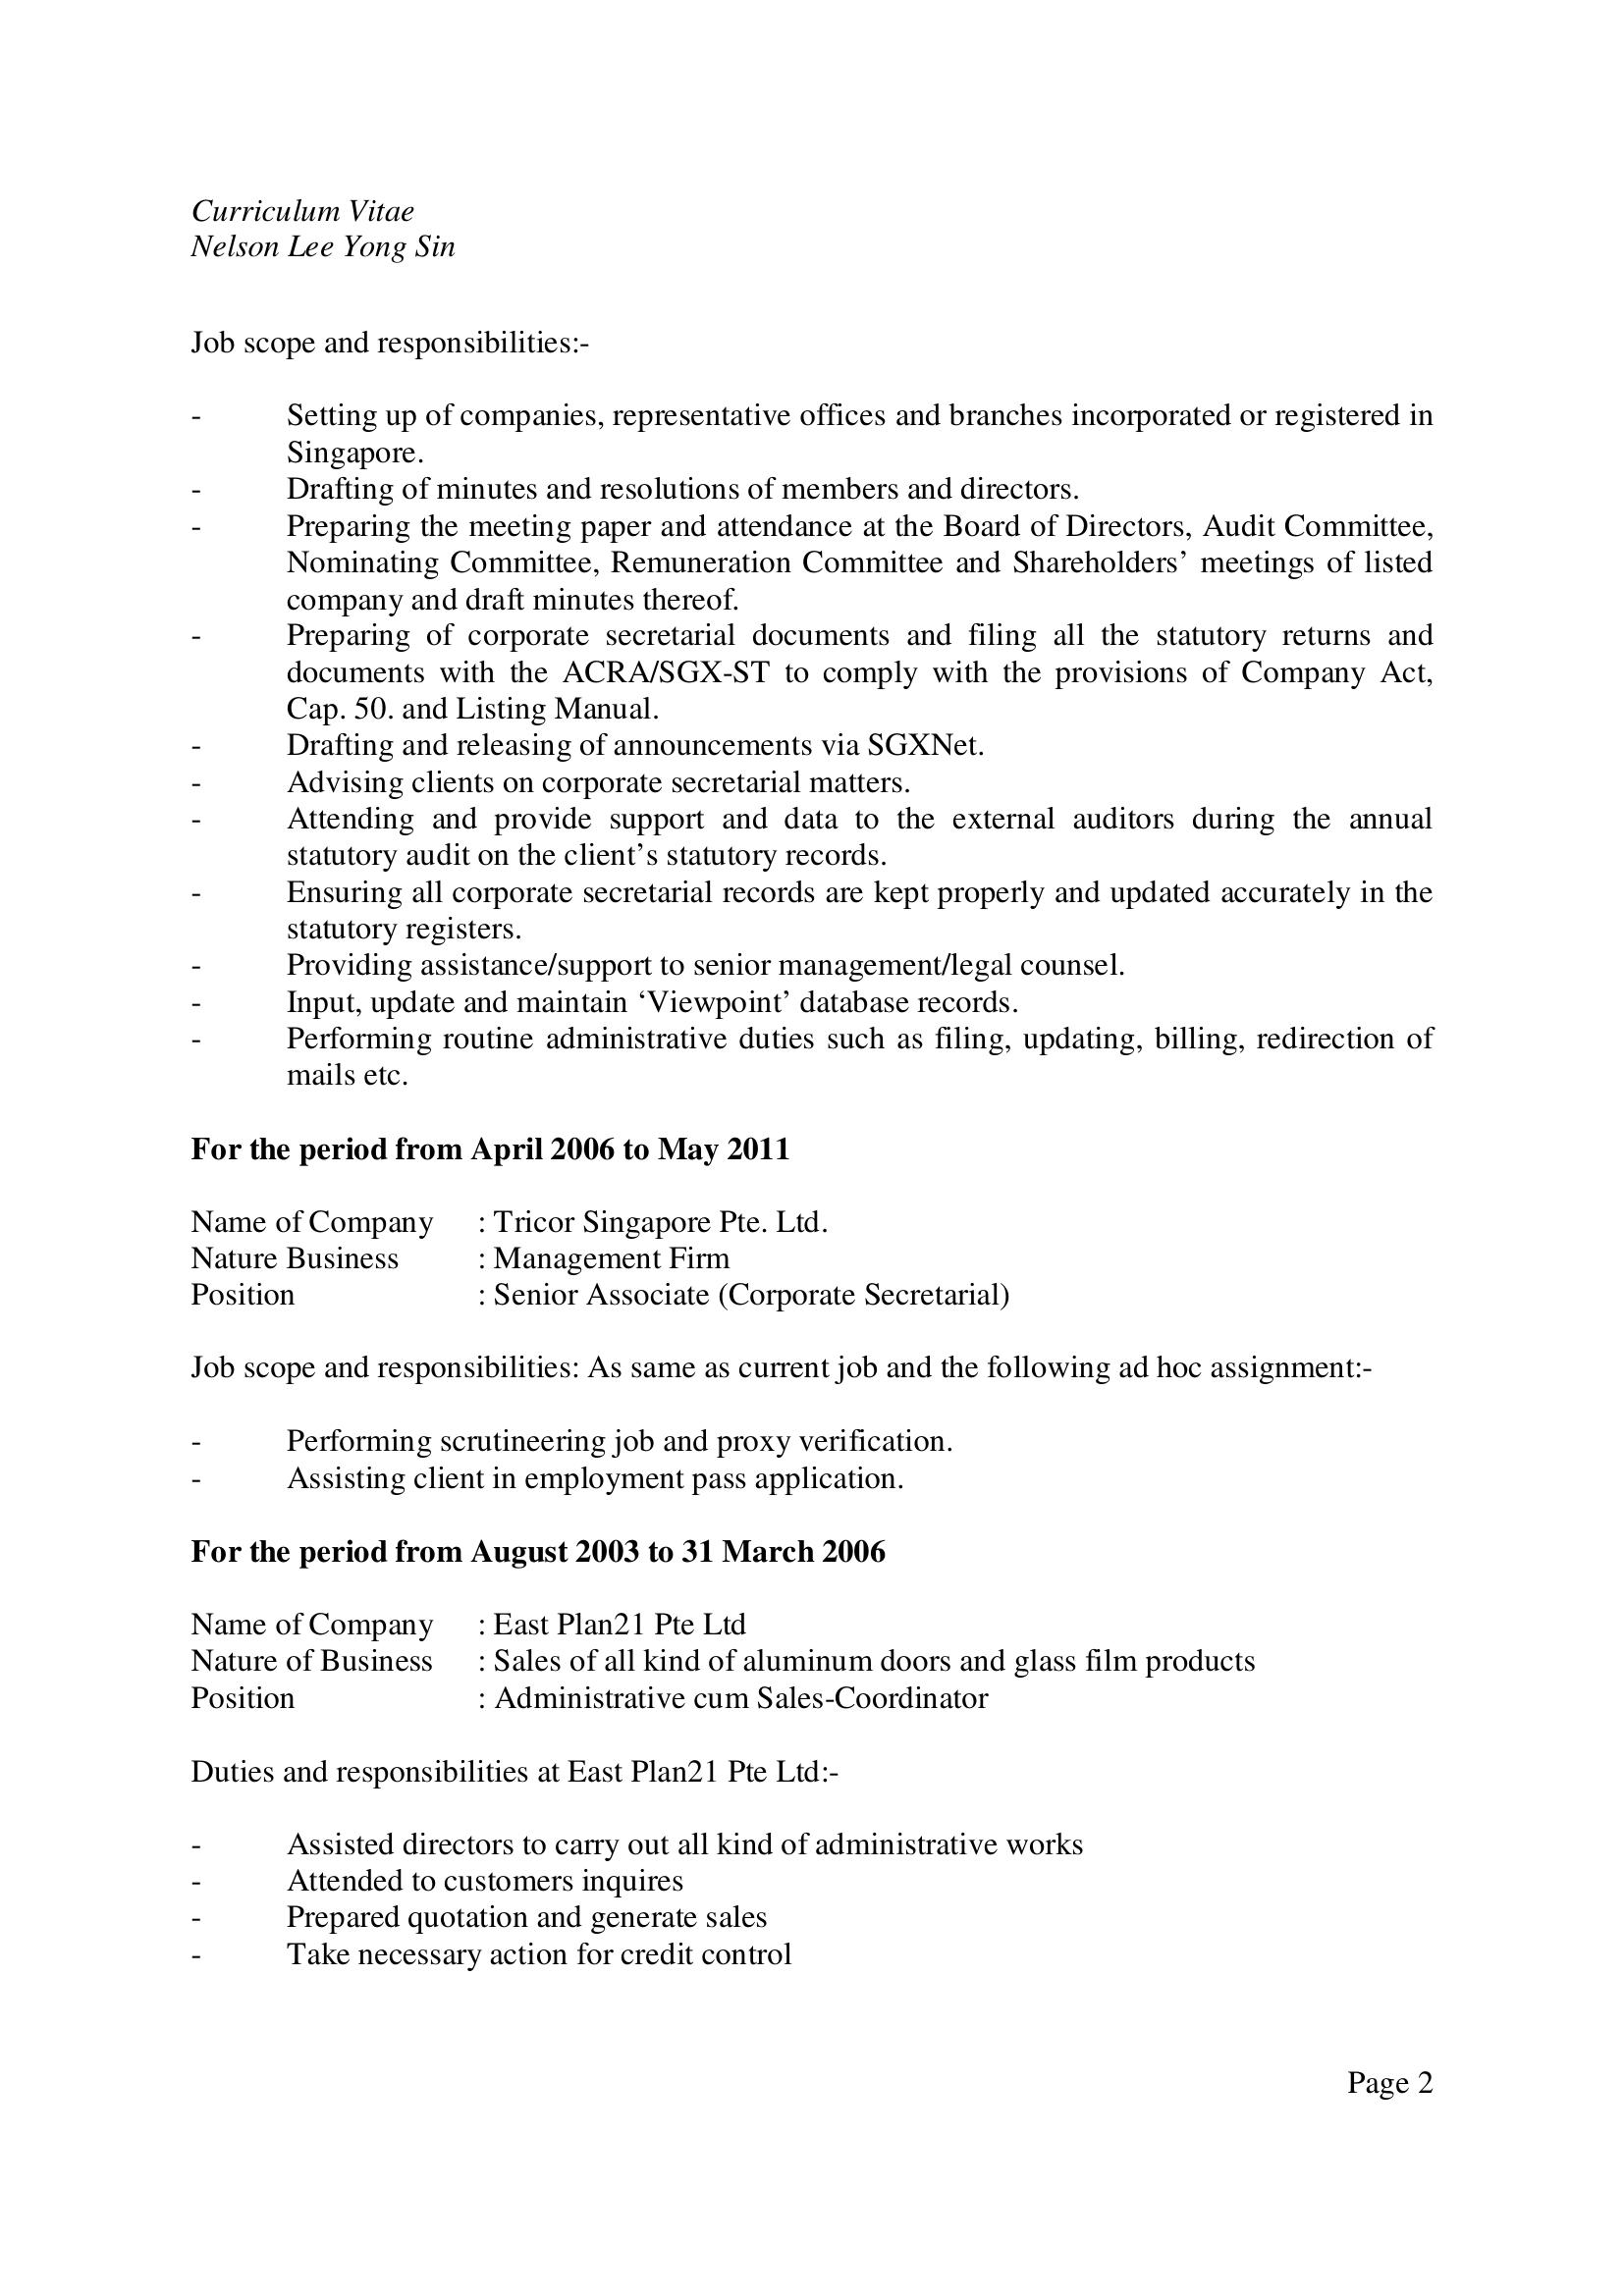 Curriculum Vitae
Nelson Lee Yong Sin
Job scope and responsibilities:-
- Setting up of companies, representative offices and branches incorporated or registered in
Singapore.
- Drafting of minutes and resolutions of members and directors.
- Preparing the meeting paper and attendance at the Board of Directors, Audit Committee,
Nominating Committee, Remuneration Committee and Shareholders’ meetings of listed
company and draft minutes thereof.
- Preparing of corporate secretarial documents and filing all the statutory returns and
documents with the ACRA/SGX-ST to comply with the provisions of Company Act,
Cap. 50. and Listing Manual.
- Drafting and releasing of announcements via SGXNet.
- Advising clients on corporate secretarial matters.
- Attending and provide support and data to the external auditors during the annual
statutory audit on the client’s statutory records.
- Ensuring all corporate secretarial records are kept properly and updated accurately in the
statutory registers.
- Providing assistance/support to senior management/legal counsel.
- Input, update and maintain ‘Viewpoint’ database records.
- Performing routine administrative duties such as filing, updating, billing, redirection of
mails etc.
For the period from April 2006 to May 2011
Name of Company : Tricor Singapore Pte. Ltd.
Nature Business : Management Firm
Position : Senior Associate (Corporate Secretarial)
Job scope and responsibilities: As same as current job and the following ad hoc assignment:-
- Performing scrutineering job and proxy verification.
- Assisting client in employment pass application.
For the period from August 2003 to 31 March 2006
Name of Company : East Plan21 Pte Ltd
Nature of Business : Sales of all kind of aluminum doors and glass film products
Position : Administrative cum Sales-Coordinator
Duties and responsibilities at East Plan21 Pte Ltd:-
- Assisted directors to carry out all kind of administrative works
- Attended to customers inquires
- Prepared quotation and generate sales
- Take necessary action for credit control
Page 2